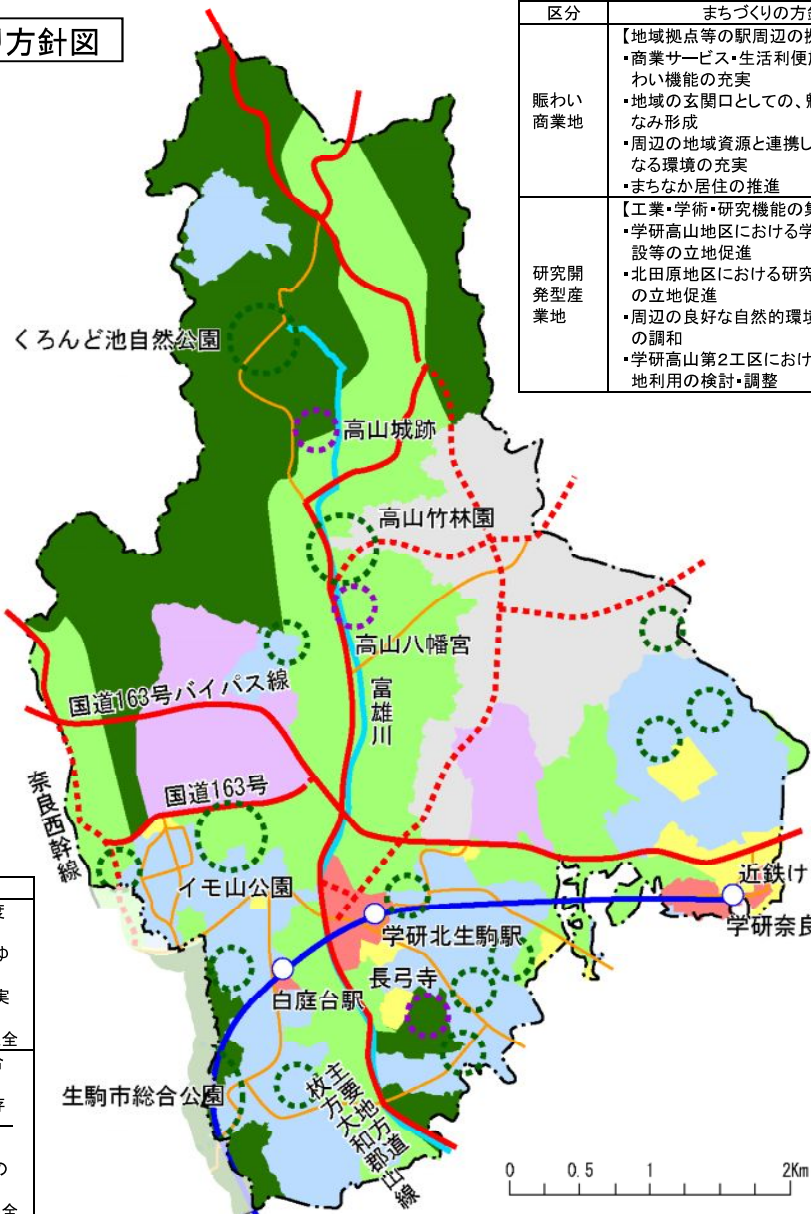 方針図
区分
まちづくりの方
賑わい
商業地
【地域拠点等の駅周辺の
・商業サービス・生活利便
わい機能の充実
・地域の玄関口としての、
なみ形成
・周辺の地域資源と連携し
なる環境の充実
・まちなか居住の推進
研究開
発型産
業地
【工業・学術・研究機能の集
・学研高山地区における学
設等の立地促進
・北田原地区における研究
の立地促進
・周辺の良好な自然的環境
の調和
・学研高山第2工区におけ
地利用の検討・調整
くろんど池自然公園
高山城跡
高山竹林園
高山八幡宮
富雄川
国道163号バイパス線
国道163号
奈良西幹線
イモ山公園
近鉄け
学研奈良
学研北生駒駅
白庭台駅
長弓寺
生駒市総合公園
主要地方道
枚方大和郡山線
度
ゆ
実
全
合
存
の
全
0 0.5 1 2Km